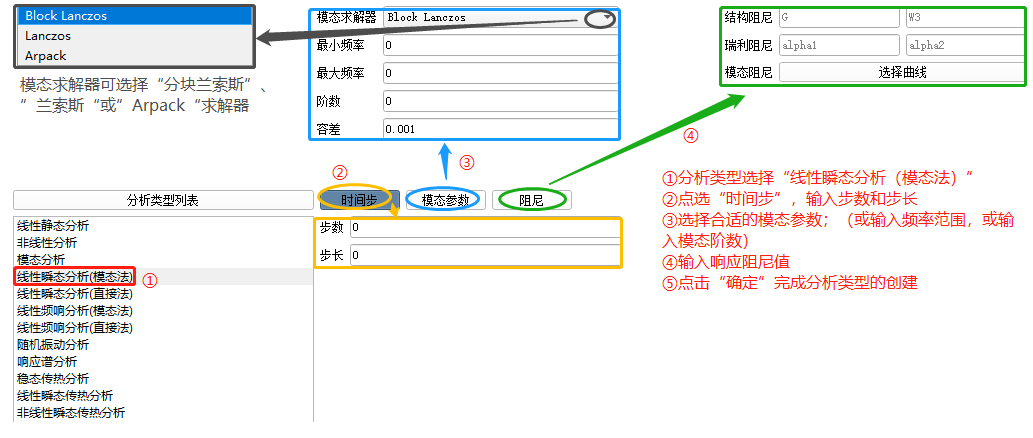 Block Lanczos
Lanczos
Arpack
模态求解器可选择“分块兰索斯”、
”兰索斯“或”Arpack“求解器
模态求解器 Block Lanczos
最小频率 0
最大频率 0
阶数 0
容差 0.001
结构阻尼 G W3
瑞利阻尼 alpha1 alpha2
模态阻尼 选择曲线
④
③
②
分析类型列表 时间步 模态参数 阻尼
步数 0
步长 0
线性静态分析
非线性分析
模态分析
线性瞬态分析(模态法) ①
线性瞬态分析(直接法)
线性频响分析(模态法)
线性频响分析(直接法)
随机振动分析
响应谱分析
稳态传热分析
线性瞬态传热分析
非线性瞬态传热分析
①分析类型选择“线性瞬态分析（模态法）“
②点选“时间步”，输入步数和步长
③选择合适的模态参数；（或输入频率范围，或输
入模态阶数）
④输入响应阻尼值
⑤点击“确定”完成分析类型的创建